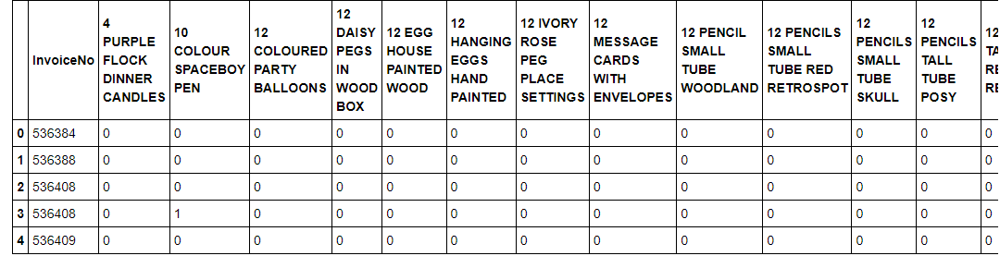 InvoiceNo
4
PURPLE
FLOCK
DINNER
CANDLES
10
COLOUR
SPACEBOY
PEN
12
COLOURED
PARTY
BALLOONS
12
DAISY
PEGS
IN
WOOD
BOX
12 EGG
HOUSE
PAINTED
WOOD
12
HANGING
EGGS
HAND
PAINTED
12 IVORY
ROSE
PEG
PLACE
SETTINGS
12
MESSAGE
CARDS
WITH
ENVELOPES
12 PENCIL
SMALL
TUBE
WOODLAND
12 PENCILS
SMALL
TUBE RED
RETROSPOT
12
PENCILS
SMALL
TUBE
SKULL
12
PENCILS
TALL
TUBE
POSY
12
0 536384 0 0 0 0 0 0 0 0 0 0 0 0 0
1 536388 0 0 0 0 0 0 0 0 0 0 0 0 0
2 536408 0 0 0 0 0 0 0 0 0 0 0 0 0
3 536408 0 1 0 0 0 0 0 0 0 0 0 0 0
4 536409 0 0 0 0 0 0 0 0 0 0 0 0 0